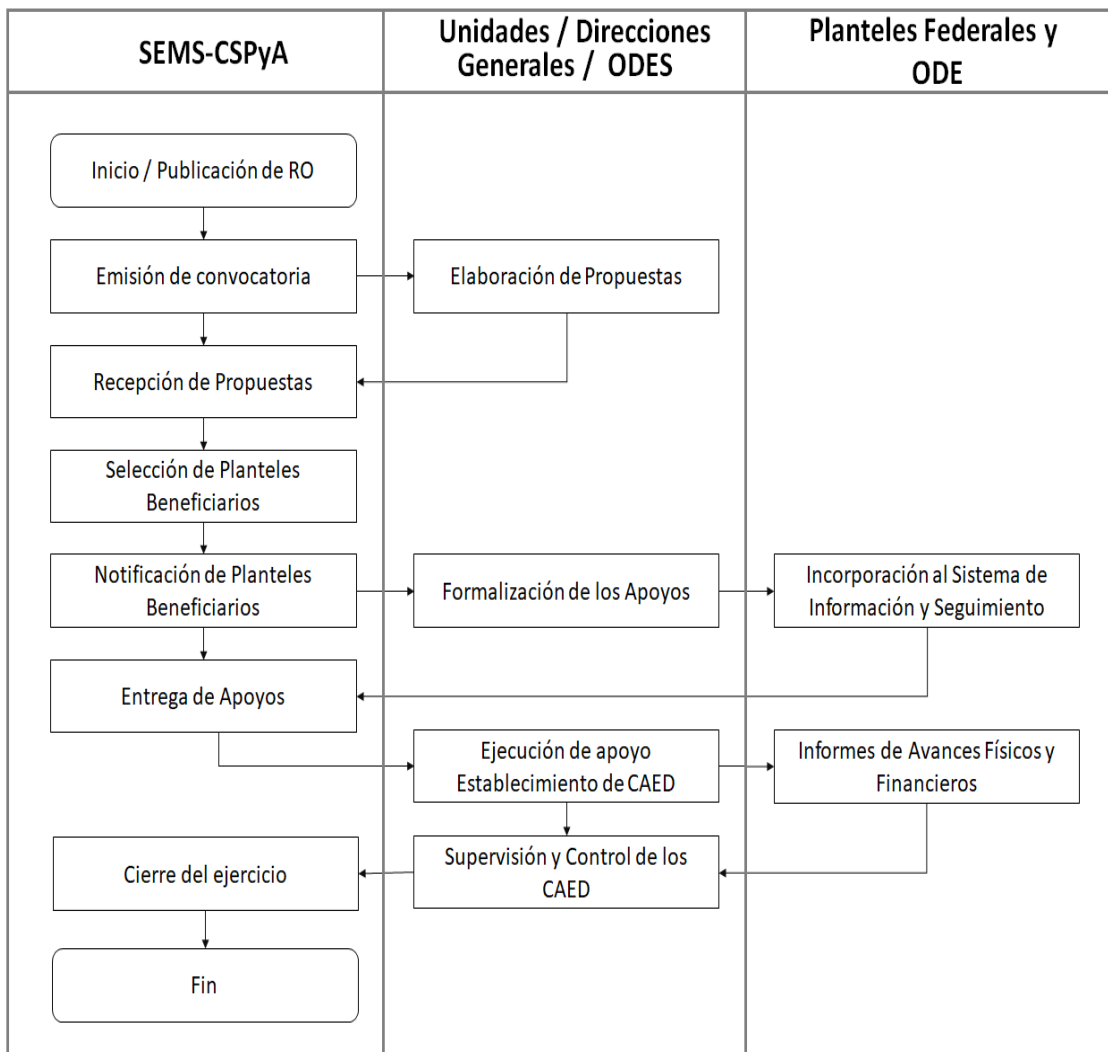 SEMS-CSPyA
Unidades / Direcciones
Generales / ODES
Planteles Federales y
ODE
Inicio / Publicación de RO
Emisión de convocatoria
Elaboración de Propuestas
Recepción de Propuestas
Selección de Planteles
Beneficiarios
Notificación de Planteles
Beneficiarios
Formalización de los Apoyos
Incorporación al Sistema de
Información y Seguimiento
Entrega de Apoyos
Ejecución de apoyo
Establecimiento de CAED
Informes de Avances Físicos y
Financieros
Cierre del ejercicio
Supervisión y Control de los
CAED
Fin